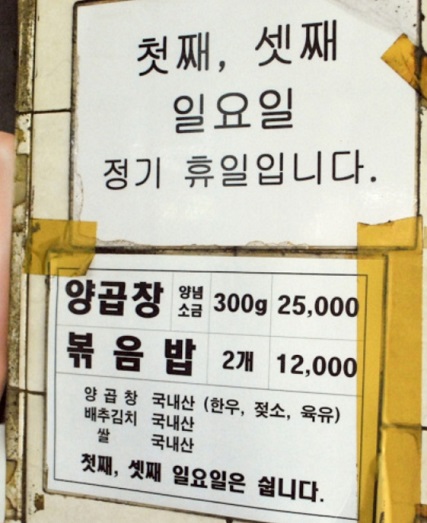 첫째, 셋째
일요일
정기 휴일입니다.
양곱창 양념 소금 300g 25,000
볶음밥 2개 12,000
양 곱 창 국내산 (한우, 젖소, 육유)
배추김치 국내산
쌀 국내산
첫째, 셋째 일요일은 쉽니다.